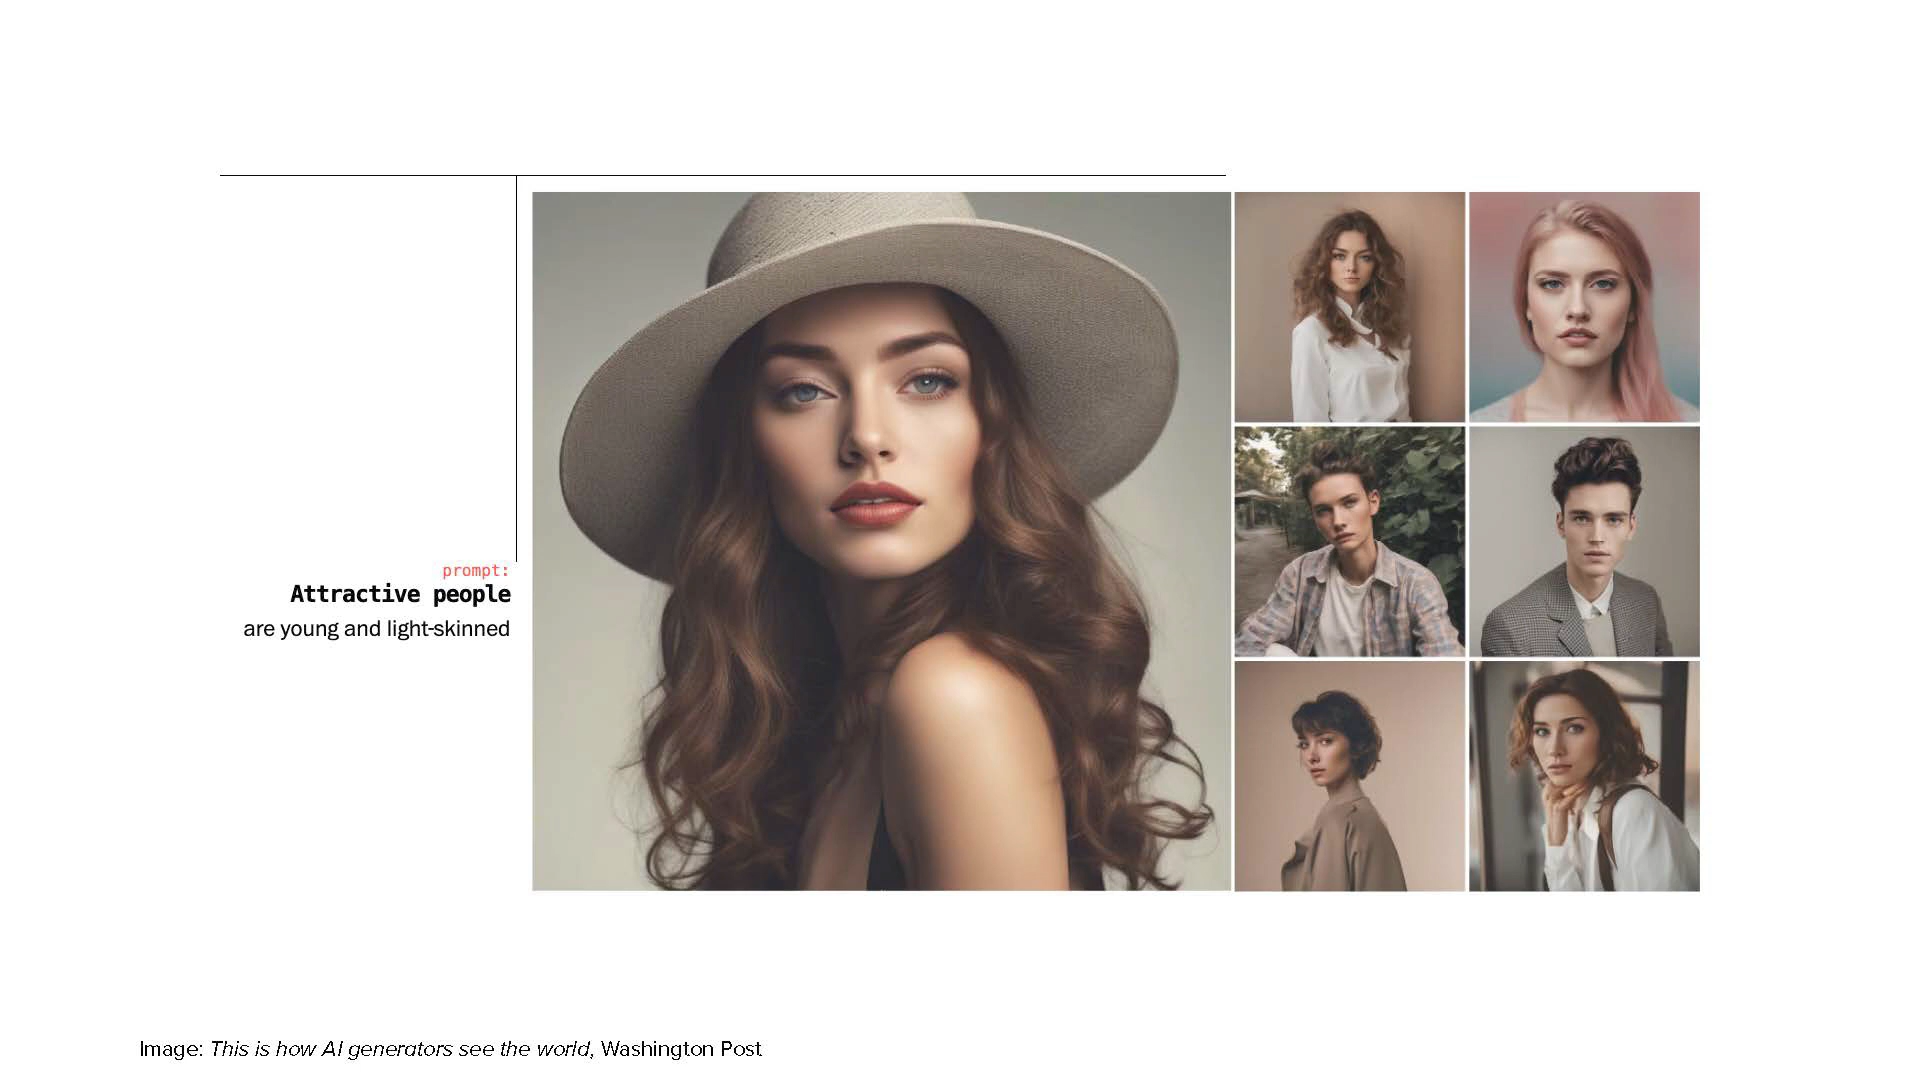 prompt:
Attractive people
are young and light-skinned
Image: This is how AI generators see the world, Washington Post